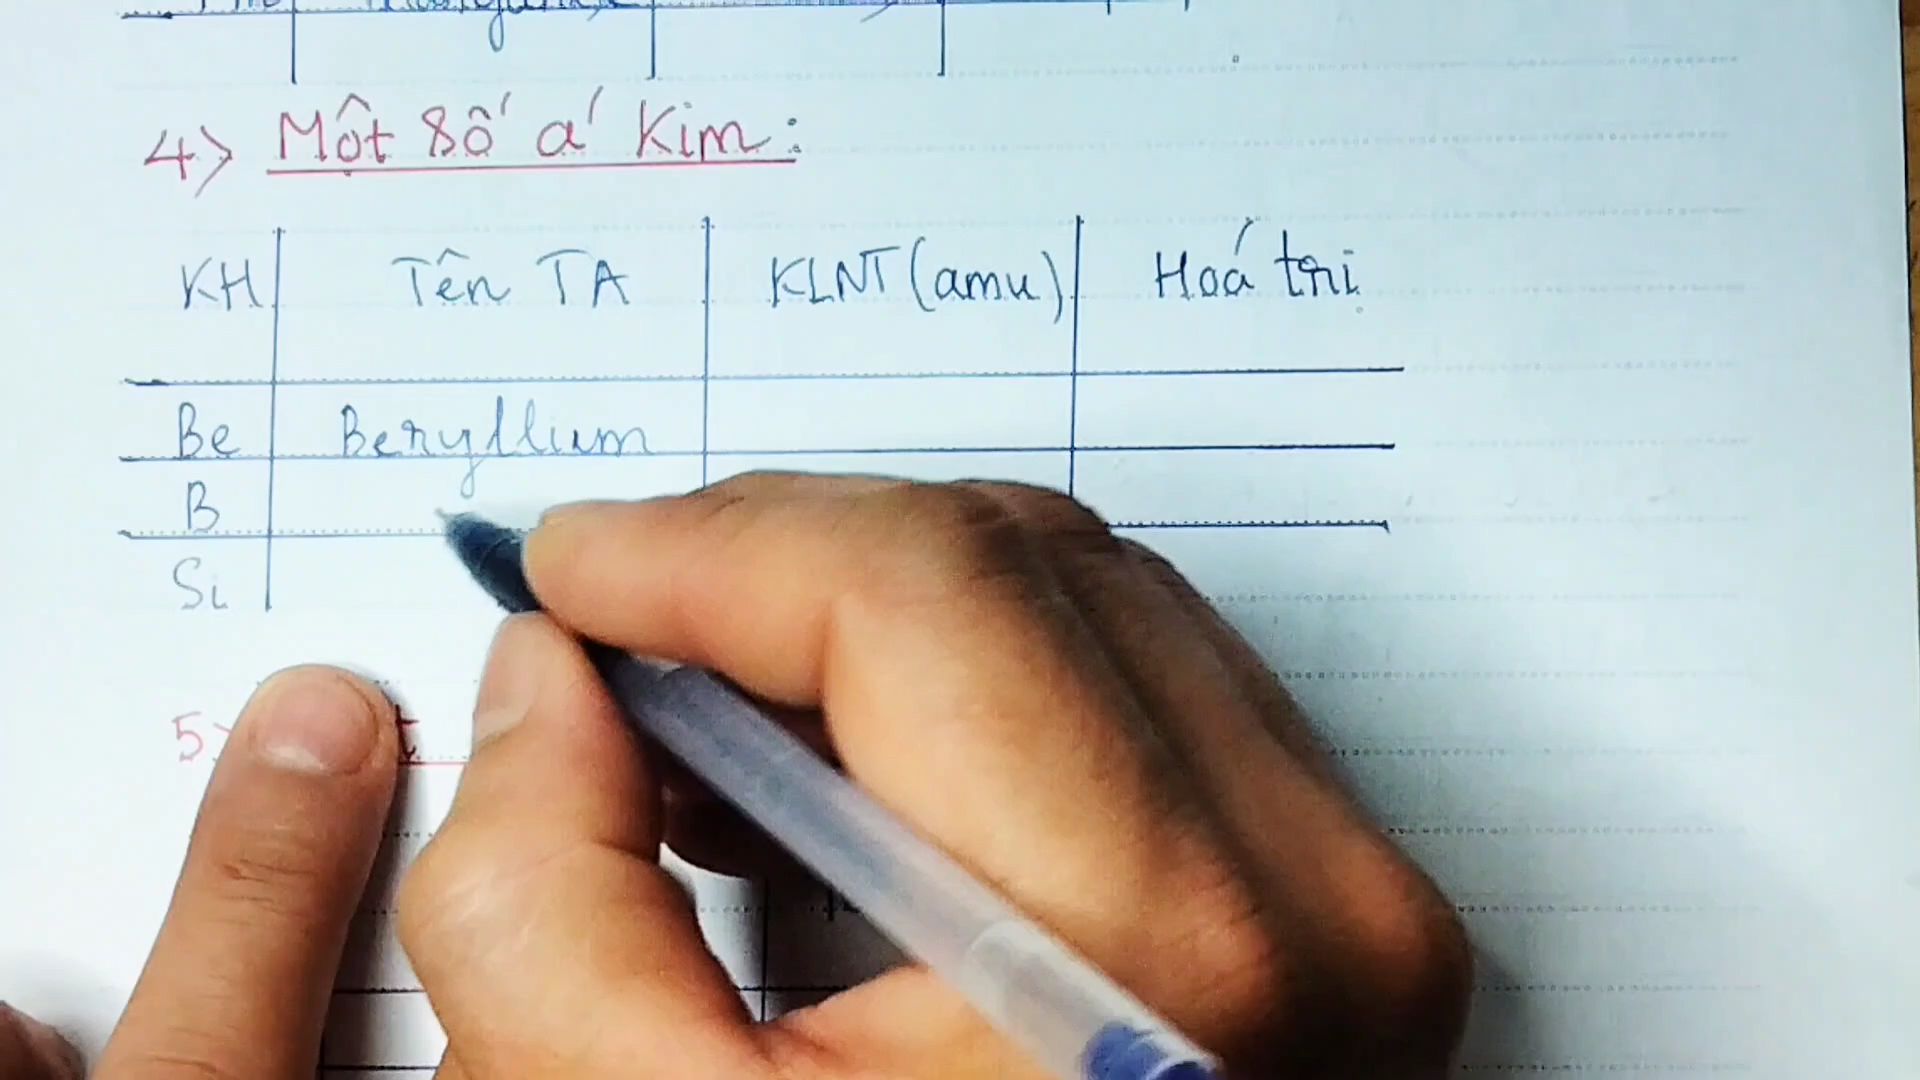 4> Một số á Kim:
KH Tên TA KLNT (amu) Hoá trị
Be Beryllium
B
Si
5>